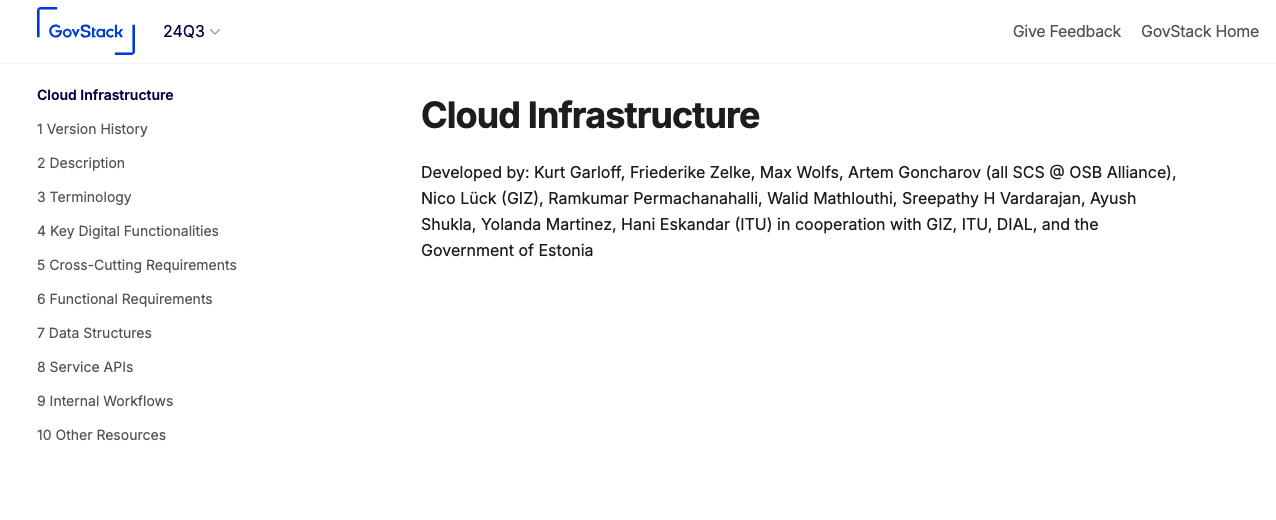 GovStack
24Q3
Give Feedback
GovStack Home
Cloud Infrastructure
1 Version History
2 Description
3 Terminology
4 Key Digital Functionalities
5 Cross-Cutting Requirements
6 Functional Requirements
7 Data Structures
8 Service APIs
9 Internal Workflows
10 Other Resources
Cloud Infrastructure
Developed by: Kurt Garloff, Friederike Zelke, Max Wolfs, Artem Goncharov (all SCS @ OSB Alliance),
Nico Lück (GIZ), Ramkumar Permachanahalli, Walid Mathlouthi, Sreepathy H Vardarajan, Ayush
Shukla, Yolanda Martinez, Hani Eskandar (ITU) in cooperation with GIZ, ITU, DIAL, and the
Government of Estonia